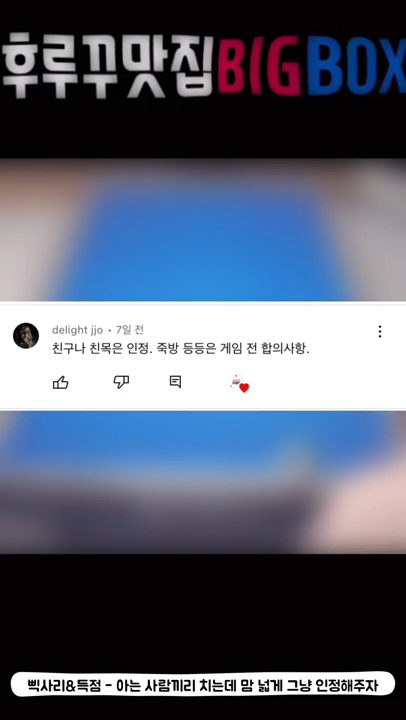 후루꾸맛집BIGBOX
delight jjo • 7일 전
친구나 친목은 인정. 죽방 등등은 게임 전 합의사항.
삑사리&득점 - 아는 사람끼리 치는데 맘 넓게 그냥 인정해주자